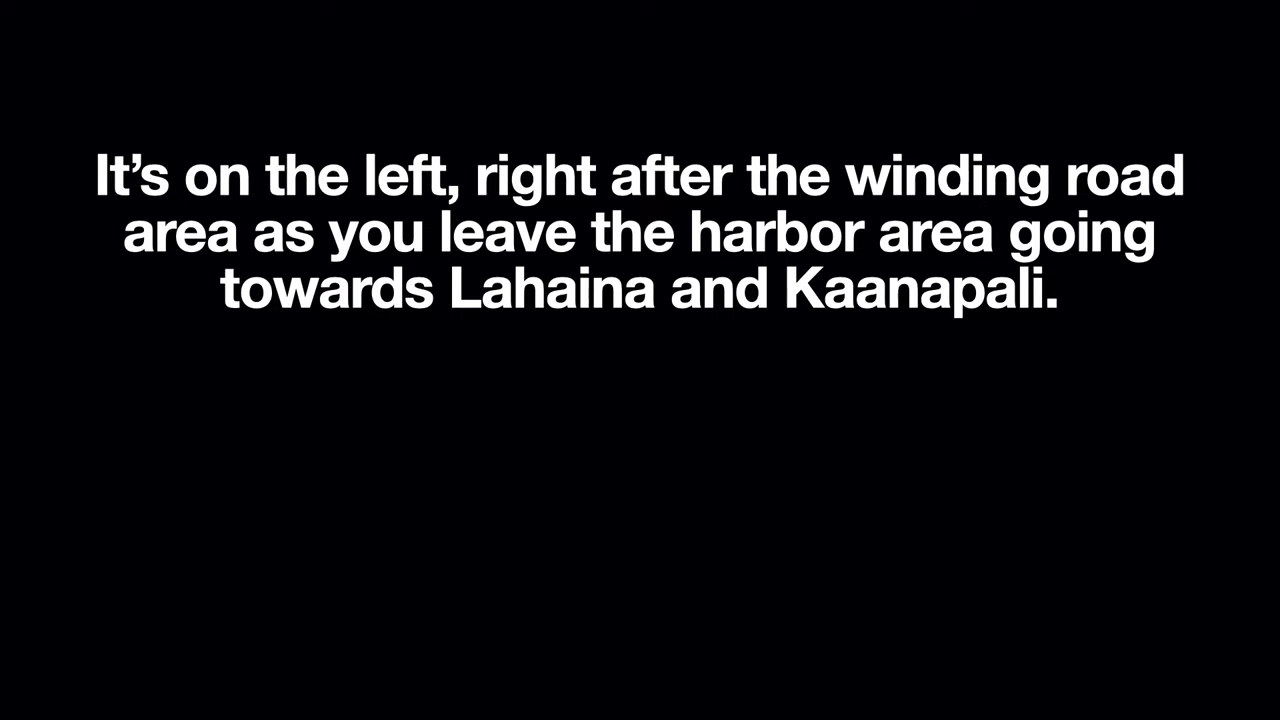 It’s on the left, right after the winding road
area as you leave the harbor area going
towards Lahaina and Kaanapali.